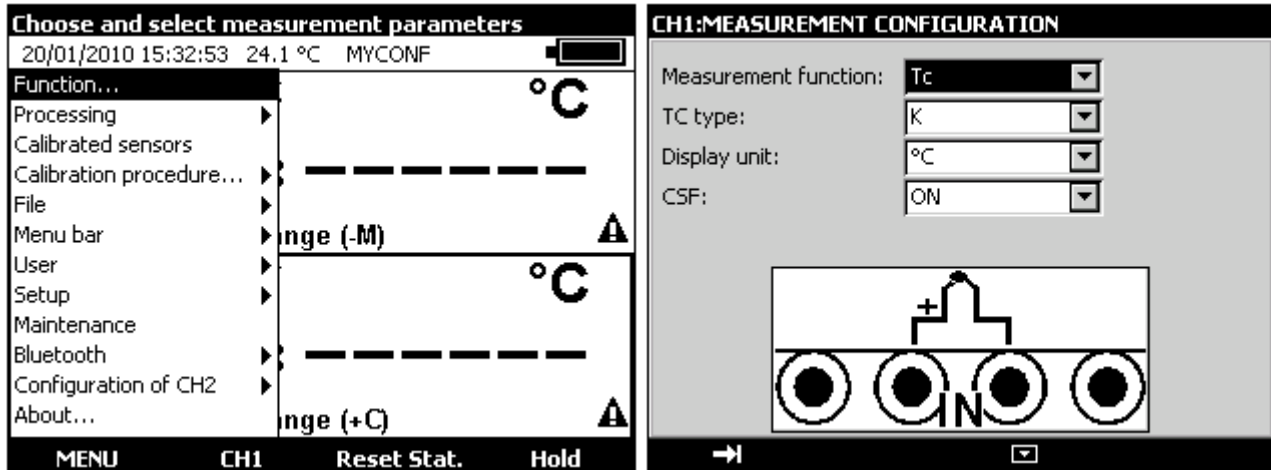 Choose and select measurement parameters
20/01/2010 15:32:53 24.1 °C MYCONF
Function...
Processing
Calibrated sensors
Calibration procedure...
File
Menu bar
User
Setup
Maintenance
Bluetooth
Configuration of CH2
About...
°C
nge (-M)
°C
nge (+C)
MENU CH1 Reset Stat. Hold
CH1:MEASUREMENT CONFIGURATION
Measurement function: Tc
TC type: K
Display unit: °C
CSF: ON
+
IN